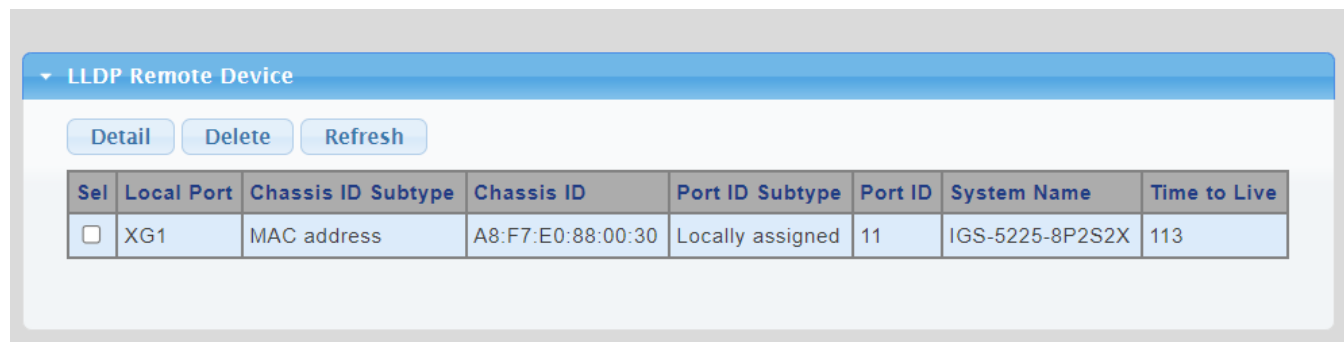 LLDP Remote Device
Detail Delete Refresh
Sel Local Port Chassis ID Subtype Chassis ID Port ID Subtype Port ID System Name Time to Live
XG1 MAC address A8:F7:E0:88:00:30 Locally assigned 11 IGS-5225-8P2S2X 113